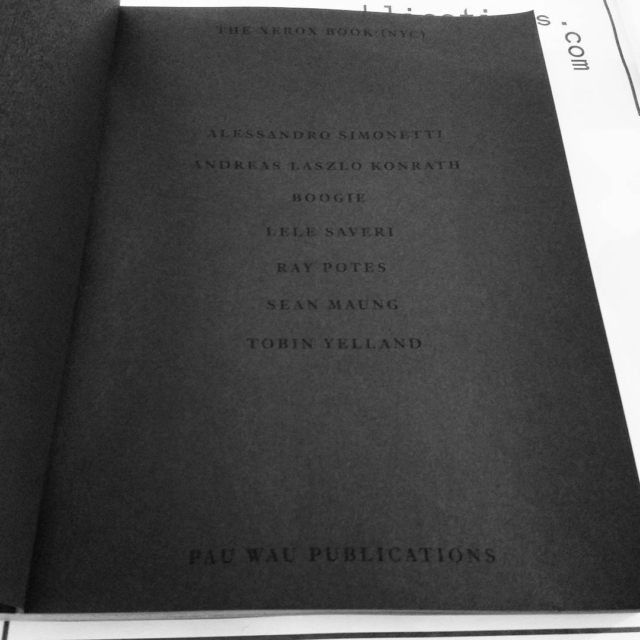 THE XEROX BOOK (NYC)
ALESSANDRO SIMONETTI
ANDREAS LASZLO KONRATH
BOOGIE
LELE SAVERI
RAY POTES
SEAN MAUNG
TOBIN YELLAND
PAU WAU PUBLICATIONS
s.com